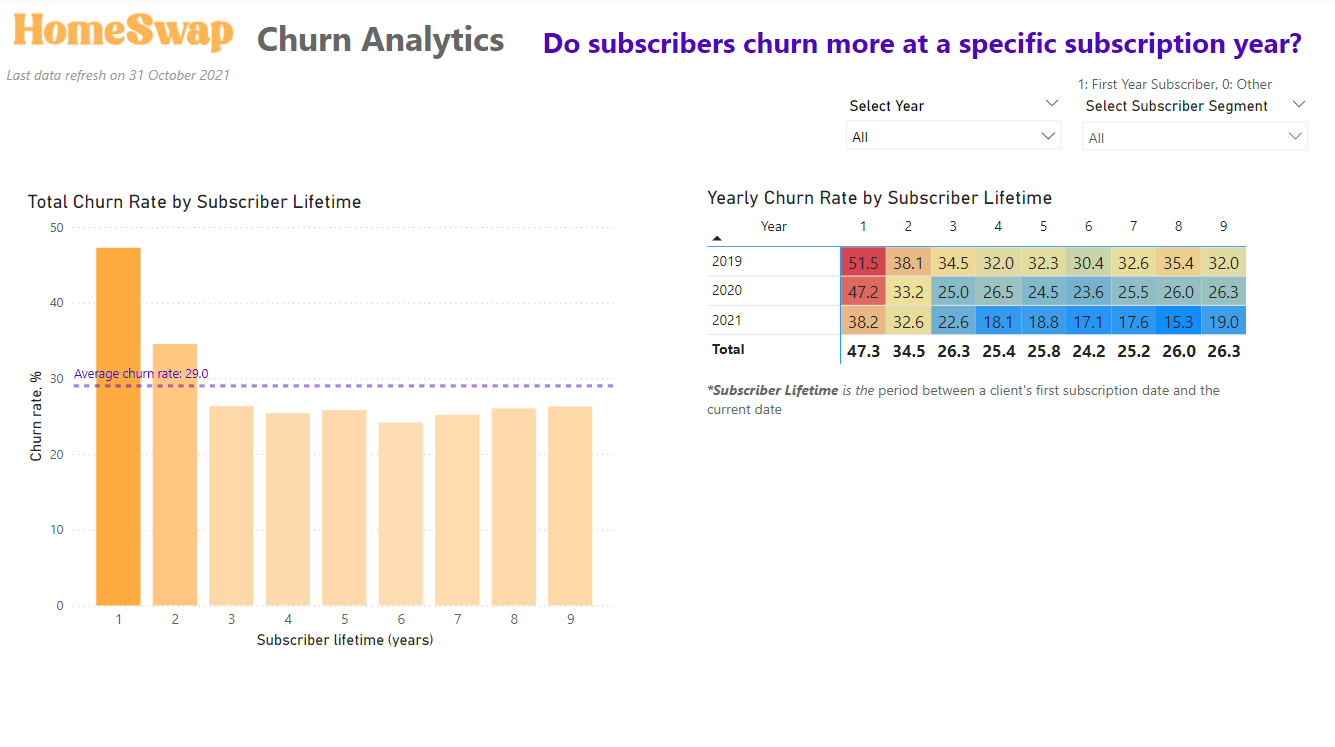 HomeSwap
Churn Analytics
Do subscribers churn more at a specific subscription year?
Last data refresh on 31 October 2021
1: First Year Subscriber, 0: Other
Select Year
Select Subscriber Segment
All
All
Total Churn Rate by Subscriber Lifetime
50
40
30
20
10
0
Churn rate, %
Average churn rate: 29.0
1 2 3 4 5 6 7 8 9
Subscriber lifetime (years)
Yearly Churn Rate by Subscriber Lifetime
Year 1 2 3 4 5 6 7 8 9
2019 51.5 38.1 34.5 32.0 32.3 30.4 32.6 35.4 32.0
2020 47.2 33.2 25.0 26.5 24.5 23.6 25.5 26.0 26.3
2021 38.2 32.6 22.6 18.1 18.8 17.1 17.6 15.3 19.0
Total 47.3 34.5 26.3 25.4 25.8 24.2 25.2 26.0 26.3
*Subscriber Lifetime is the period between a client's first subscription date and the
current date